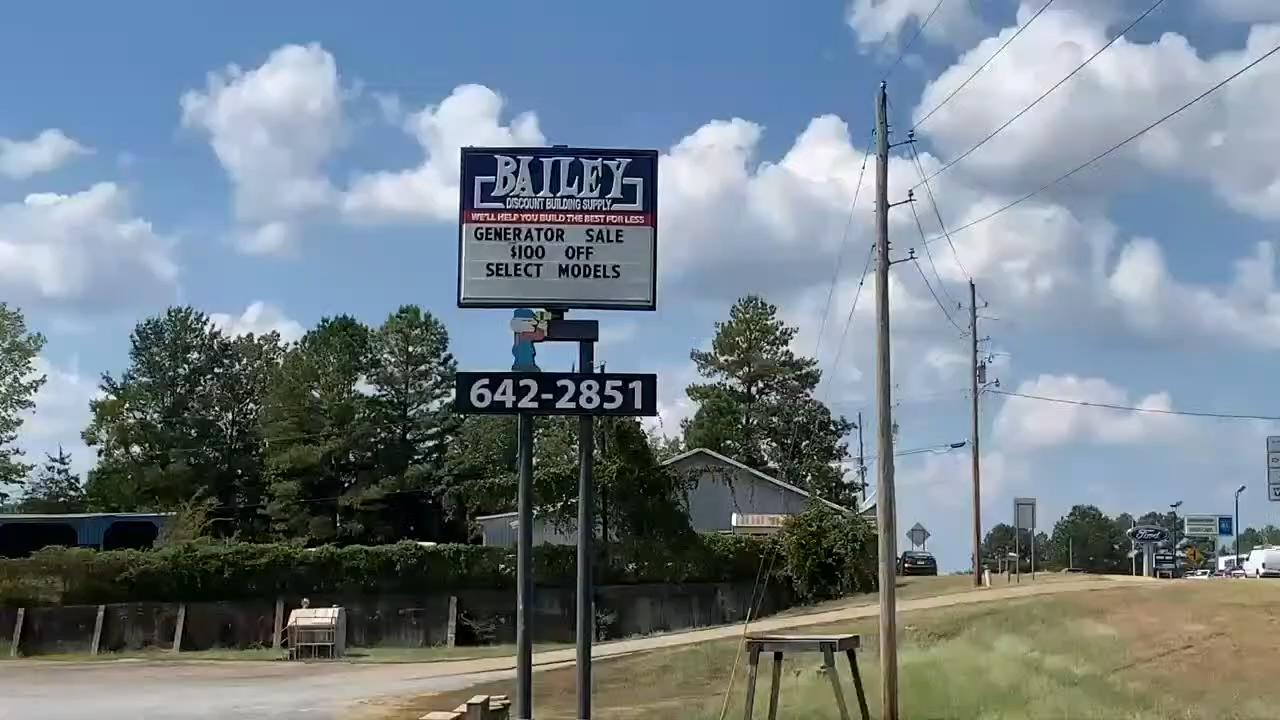 BAILEY
DISCOUNT BUILDING SUPPLY
WE'LL HELP YOU BUILD THE BEST FOR LESS
GENERATOR SALE
$100 OFF
SELECT MODELS
642-2851
Ford